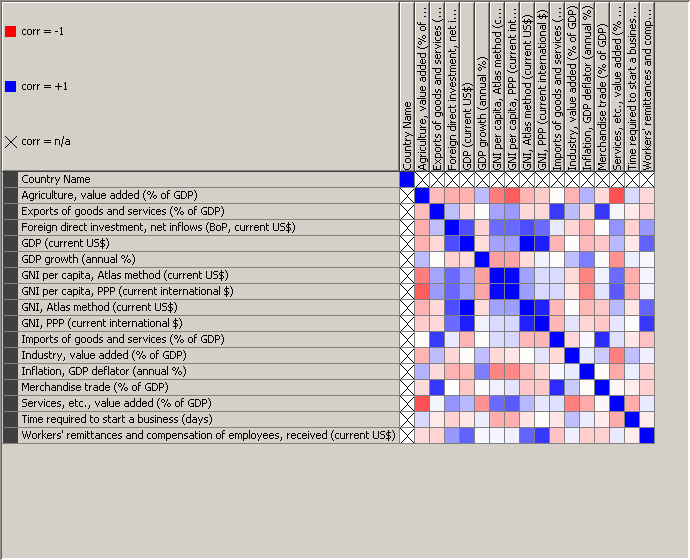 corr = -1
corr = +1
corr = n/a
Country Name
Agriculture, value added (% of ...
Exports of goods and services (...
Foreign direct investment, net i...
GDP (current US$)
GDP growth (annual %)
GNI per capita, Atlas method (c...
GNI per capita, PPP (current int...
GNI, Atlas method (current US$)
GNI, PPP (current international $)
Imports of goods and services (...
Industry, value added (% of GDP)
Inflation, GDP deflator (annual %)
Merchandise trade (% of GDP)
Services, etc., value added (% ...
Time required to start a busines...
Workers' remittances and comp...
Country Name
Agriculture, value added (% of GDP)
Exports of goods and services (% of GDP)
Foreign direct investment, net inflows (BoP, current US$)
GDP (current US$)
GDP growth (annual %)
GNI per capita, Atlas method (current US$)
GNI per capita, PPP (current international $)
GNI, Atlas method (current US$)
GNI, PPP (current international $)
Imports of goods and services (% of GDP)
Industry, value added (% of GDP)
Inflation, GDP deflator (annual %)
Merchandise trade (% of GDP)
Services, etc., value added (% of GDP)
Time required to start a business (days)
Workers' remittances and compensation of employees, received (current US$)